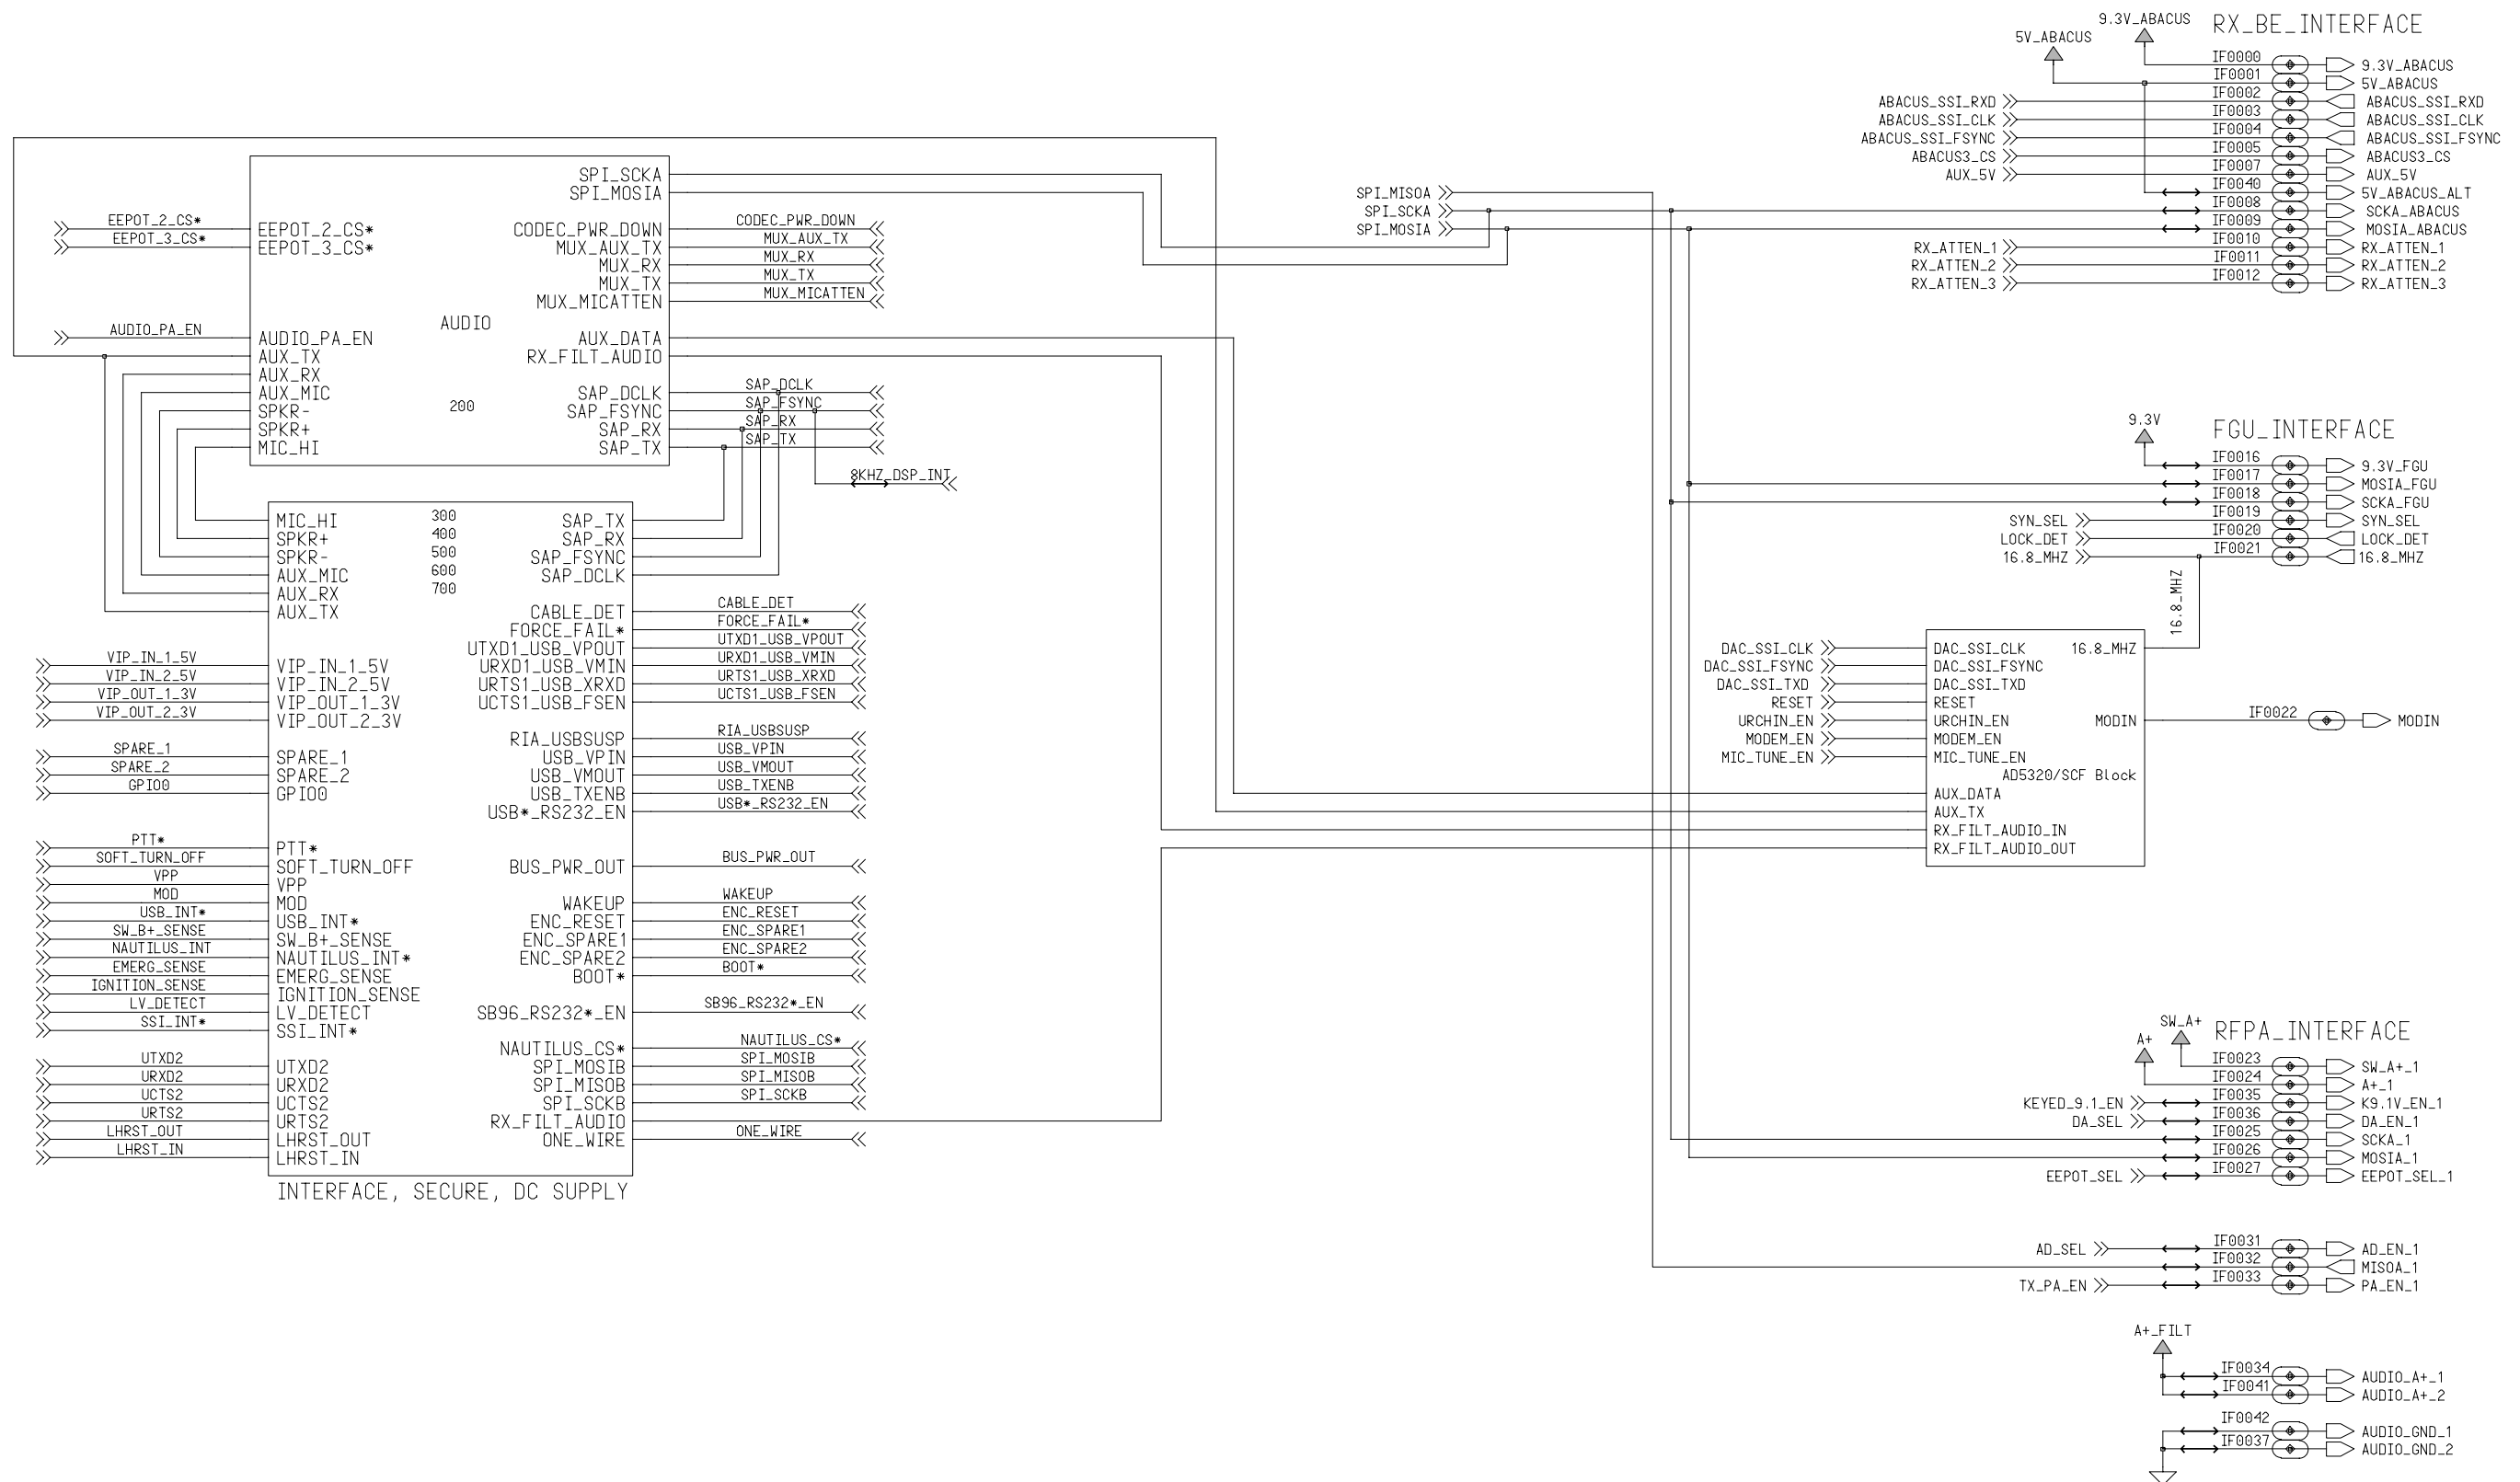 9.3V_ABACUS
RX_BE_INTERFACE
5V_ABACUS
IF0000 9.3V_ABACUS
IF0001 5V_ABACUS
ABACUS_SSI_RXD IF0002 ABACUS_SSI_RXD
ABACUS_SSI_CLK IF0003 ABACUS_SSI_CLK
ABACUS_SSI_FSYNC IF0004 ABACUS_SSI_FSYNC
ABACUS3_CS IF0005 ABACUS3_CS
AUX_5V IF0007 AUX_5V
IF0040 5V_ABACUS_ALT
SPI_MISOA
SPI_SCKA IF0008 SCKA_ABACUS
SPI_MOSIA IF0009 MOSIA_ABACUS
RX_ATTEN_1 IF0010 RX_ATTEN_1
RX_ATTEN_2 IF0011 RX_ATTEN_2
RX_ATTEN_3 IF0012 RX_ATTEN_3
SPI_SCKA
SPI_MOSIA
EEPOT_2_CS* EEPOT_2_CS* CODEC_PWR_DOWN CODEC_PWR_DOWN
EEPOT_3_CS* EEPOT_3_CS* MUX_AUX_TX MUX_AUX_TX
MUX_RX MUX_RX
MUX_TX MUX_TX
MUX_MICATTEN MUX_MICATTEN
AUDIO
AUDIO_PA_EN AUDIO_PA_EN AUX_DATA
AUX_TX RX_FILT_AUDIO
AUX_RX
AUX_MIC SAP_DCLK SAP_DCLK
SPKR- 200 SAP_FSYNC SAP_FSYNC
SPKR+ SAP_RX SAP_RX
MIC_HI SAP_TX SAP_TX
8KHZ_DSP_INT
9.3V
FGU_INTERFACE
IF0016 9.3V_FGU
IF0017 MOSIA_FGU
IF0018 SCKA_FGU
SYN_SEL IF0019 SYN_SEL
LOCK_DET IF0020 LOCK_DET
16.8_MHZ IF0021 16.8_MHZ
16.8_MHZ
MIC_HI 300 SAP_TX
SPKR+ 400 SAP_RX
SPKR- 500 SAP_FSYNC
AUX_MIC 600 SAP_DCLK
AUX_RX 700
AUX_TX CABLE_DET CABLE_DET
FORCE_FAIL* FORCE_FAIL*
UTXD1_USB_VPOUT UTXD1_USB_VPOUT
VIP_IN_1_5V VIP_IN_1_5V URXD1_USB_VMIN URXD1_USB_VMIN
VIP_IN_2_5V VIP_IN_2_5V URTS1_USB_XRXD URTS1_USB_XRXD
VIP_OUT_1_3V VIP_OUT_1_3V UCTS1_USB_FSEN UCTS1_USB_FSEN
VIP_OUT_2_3V VIP_OUT_2_3V
RIA_USBSUSP RIA_USBSUSP
SPARE_1 SPARE_1 USB_VPIN USB_VPIN
SPARE_2 SPARE_2 USB_VMOUT USB_VMOUT
GPIO0 GPIO0 USB_TXENB USB_TXENB
USB*_RS232_EN USB*_RS232_EN
PTT* PTT*
SOFT_TURN_OFF SOFT_TURN_OFF BUS_PWR_OUT BUS_PWR_OUT
VPP VPP
MOD MOD WAKEUP WAKEUP
USB_INT* USB_INT* ENC_RESET ENC_RESET
SW_B+_SENSE SW_B+_SENSE ENC_SPARE1 ENC_SPARE1
NAUTILUS_INT NAUTILUS_INT* ENC_SPARE2 ENC_SPARE2
EMERG_SENSE EMERG_SENSE BOOT* BOOT*
IGNITION_SENSE IGNITION_SENSE
LV_DETECT LV_DETECT SB96_RS232*_EN SB96_RS232*_EN
SSI_INT* SSI_INT*
NAUTILUS_CS* NAUTILUS_CS*
UTXD2 UTXD2 SPI_MOSIB SPI_MOSIB
URXD2 URXD2 SPI_MISOB SPI_MISOB
UCTS2 UCTS2 SPI_SCKB SPI_SCKB
URTS2 URTS2 RX_FILT_AUDIO
LHRST_OUT LHRST_OUT ONE_WIRE ONE_WIRE
LHRST_IN LHRST_IN
INTERFACE, SECURE, DC SUPPLY
DAC_SSI_CLK DAC_SSI_CLK 16.8_MHZ
DAC_SSI_FSYNC DAC_SSI_FSYNC
DAC_SSI_TXD DAC_SSI_TXD
RESET RESET
URCHIN_EN URCHIN_EN MODIN IF0022 MODIN
MODEM_EN MODEM_EN
MIC_TUNE_EN MIC_TUNE_EN
AD5320/SCF Block
AUX_DATA
AUX_TX
RX_FILT_AUDIO_IN
RX_FILT_AUDIO_OUT
SW_A+
RFPA_INTERFACE
A+
IF0023 SW_A+_1
IF0024 A+_1
KEYED_9.1_EN IF0035 K9.1V_EN_1
DA_SEL IF0036 DA_EN_1
IF0025 SCKA_1
IF0026 MOSIA_1
EEPOT_SEL IF0027 EEPOT_SEL_1
AD_SEL IF0031 AD_EN_1
IF0032 MISOA_1
TX_PA_EN IF0033 PA_EN_1
A+_FILT
IF0034 AUDIO_A+_1
IF0041 AUDIO_A+_2
IF0042 AUDIO_GND_1
IF0037 AUDIO_GND_2